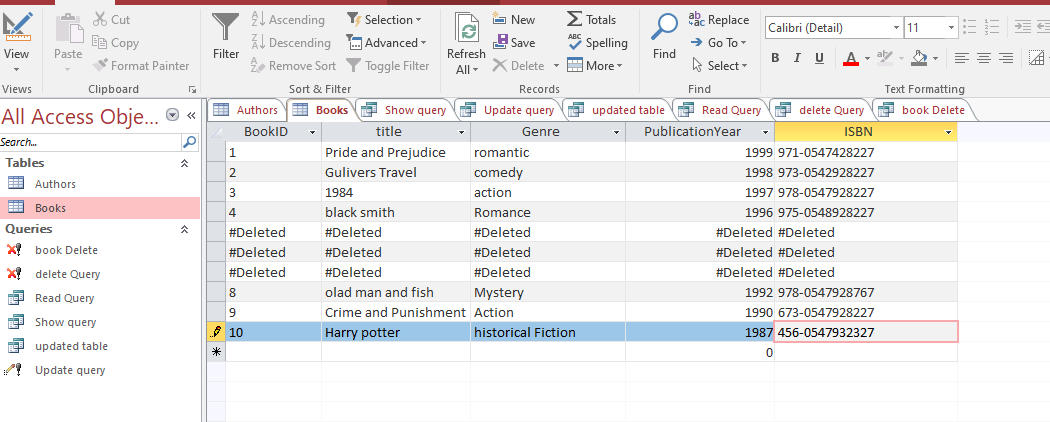 View
Views
Paste
Cut
Copy
Format Painter
Clipboard
Filter
Ascending
Descending
Remove Sort
Selection
Advanced
Toggle Filter
Sort & Filter
Refresh
All
New
Save
Delete
Totals
Spelling
More
Records
Find
Replace
Go To
Select
Find
Calibri (Detail) 11
B I U A
Text Formatting
All Access Obje...
Search...
Tables
Authors
Books
Queries
book Delete
delete Query
Read Query
Show query
updated table
Update query
Authors Books Show query Update query updated table Read Query delete Query book Delete
BookID title Genre PublicationYear ISBN
1 Pride and Prejudice romantic 1999 971-0547428227
2 Gulivers Travel comedy 1998 973-0542928227
3 1984 action 1997 978-0547928227
4 black smith Romance 1996 975-0548928227
#Deleted #Deleted #Deleted #Deleted #Deleted
#Deleted #Deleted #Deleted #Deleted #Deleted
#Deleted #Deleted #Deleted #Deleted #Deleted
8 olad man and fish Mystery 1992 978-0547928767
9 Crime and Punishment Action 1990 673-0547928227
10 Harry potter historical Fiction 1987 456-0547932327
0